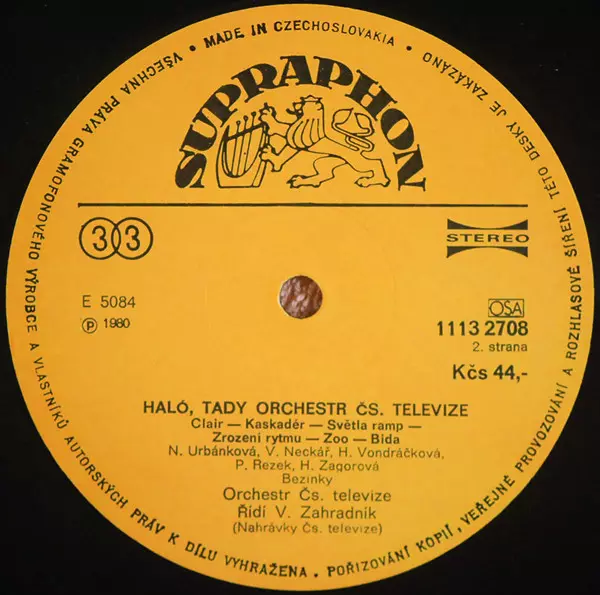 • MADE IN CZECHOSLOVAKIA •
VŠECHNA PRÁVA GRAMOFONOVÉHO VÝROBCE A VLASTNÍKŮ AUTORSKÝCH PRÁV K DÍLU VYHRAŽENA. POŘIZOVÁNÍ KOPIÍ, VEŘEJNÉ PROVOZOVÁNÍ A ROZHLASOVÉ ŠÍŘENÍ TÉTO DESKY JE ZAKÁZÁNO
SUPRAPHON
33
STEREO
E 5084
Ⓟ 1980
OSA
1113 2708
2. strana
Kčs 44,-
HALÓ, TADY ORCHESTR ČS. TELEVIZE
Clair — Kaskadér — Světla ramp —
Zrození rytmu — Zoo — Bida
N. Urbánková, V. Neckář, H. Vondráčková,
P. Rezek, H. Zagorová
Bezinky
Orchestr Čs. televize
Řídí V. Zahradník
(Nahrávky Čs. televize)